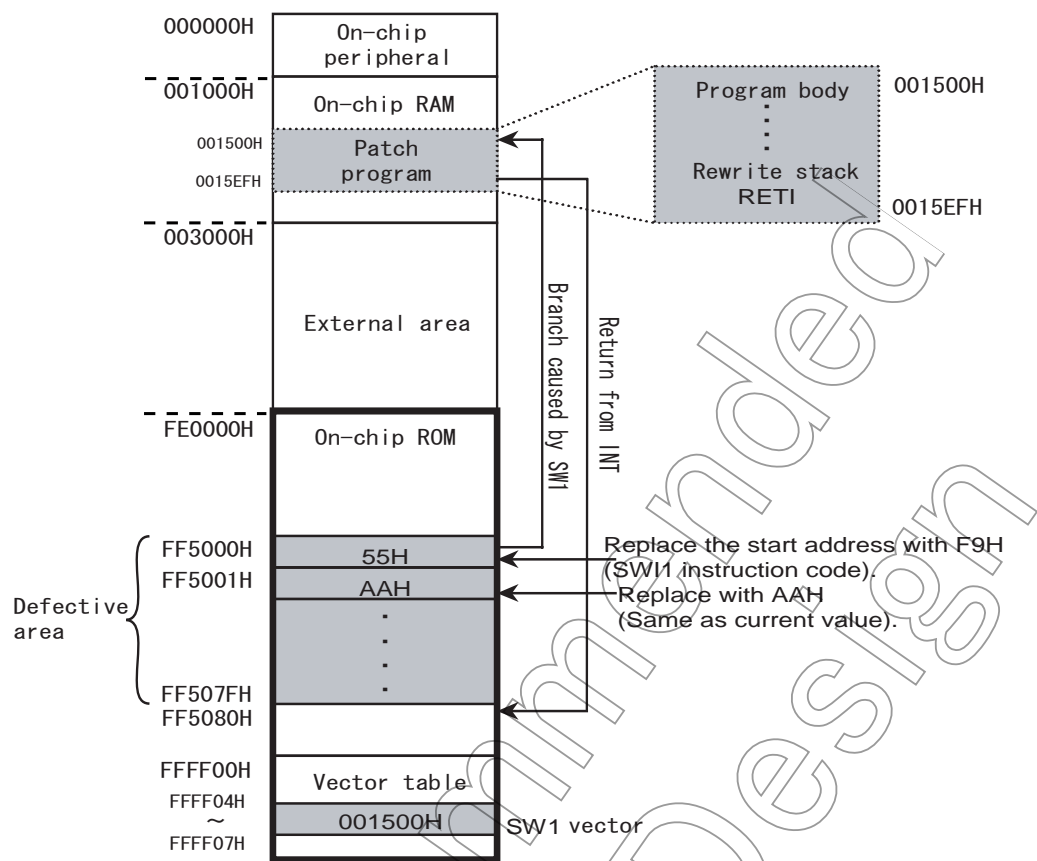 000000H
On-chip
peripheral
001000H
On-chip RAM
001500H
Patch
program
0015EFH
003000H
Program body
001500H
Rewrite stack
RETI
0015EFH
External area
Branch caused by SW1
Return from INT
FE0000H
On-chip ROM
Defective
area
FF5000H
55H
FF5001H
AAH
FF507FH
FF5080H
Replace the start address with F9H
(SWI1 instruction code).
Replace with AAH
(Same as current value).
FFFF00H
Vector table
FFFF04H
~
FFFF07H
001500H
SW1 vector
mmended
Design